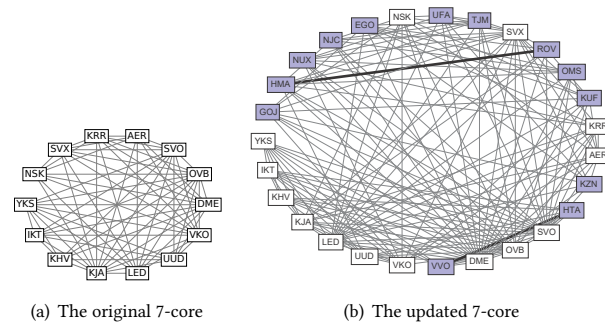 NSK
UFA
TJM
EGO
SVX
NJC
ROV
NUX
OMS
HMA
KUF
GOJ
KRR
YKS
AER
IKT
KZN
KHV
HTA
KJA
SVO
LED
OVB
UUD
DME
VKO
VVO
KRR
AER
SVX
SVO
NSK
OVB
YKS
DME
IKT
VKO
KHV
UUD
KJA
LED
(a) The original 7-core
(b) The updated 7-core